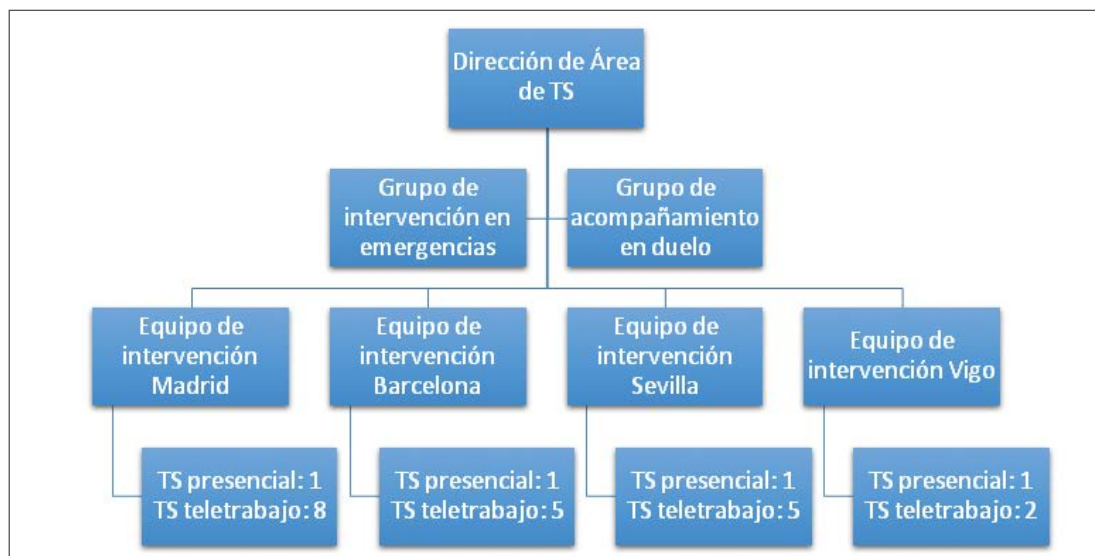 Dirección de Área
de TS
Grupo de
intervención en
emergencias
Grupo de
acompañamiento
en duelo
Equipo de
intervención
Madrid
Equipo de
intervención
Barcelona
Equipo de
intervención
Sevilla
Equipo de
intervención Vigo
TS presencial: 1
TS teletrabajo: 8
TS presencial: 1
TS teletrabajo: 5
TS presencial: 1
TS teletrabajo: 5
TS presencial: 1
TS teletrabajo: 2